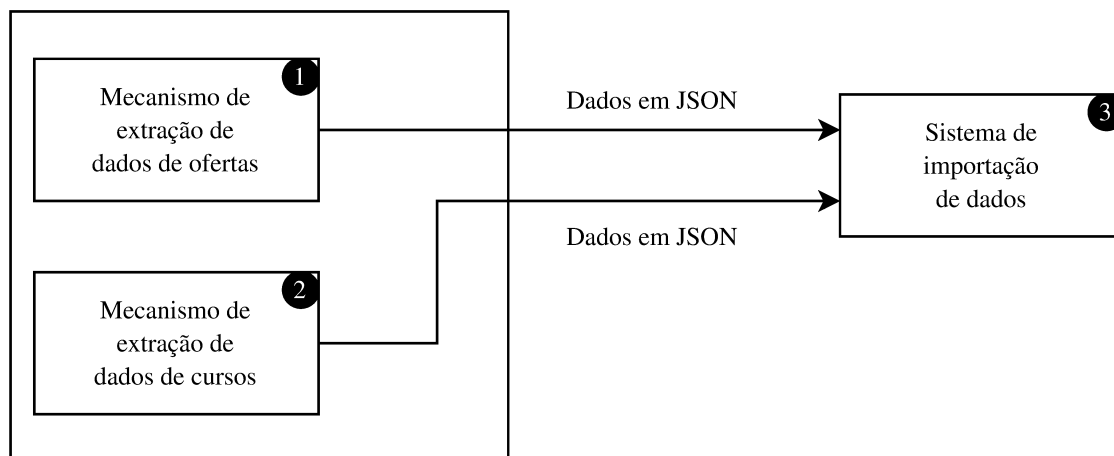 1
Mecanismo de
extração de
dados de ofertas
Dados em JSON
3
Sistema de
importação
de dados
Dados em JSON
2
Mecanismo de
extração de
dados de cursos